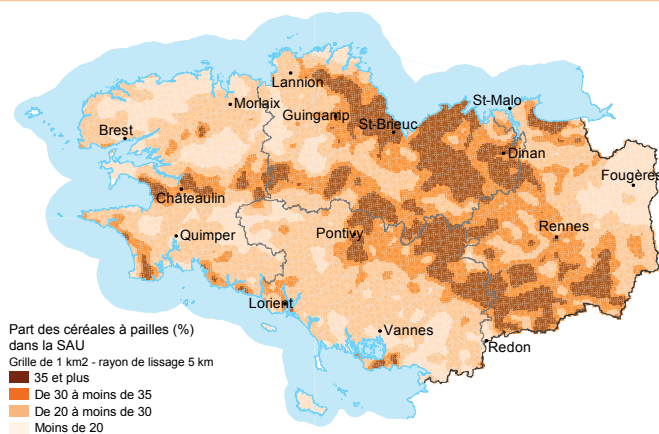 Lannion
Morlaix
Guingamp
St-Brieuc
St-Malo
Brest
Dinan
Fougères
Châteaulin
Rennes
Quimper
Pontivy
Lorient
Vannes
Redon
Part des céréales à pailles (%)
dans la SAU
Grille de 1 km2 - rayon de lissage 5 km
35 et plus
De 30 à moins de 35
De 20 à moins de 30
Moins de 20